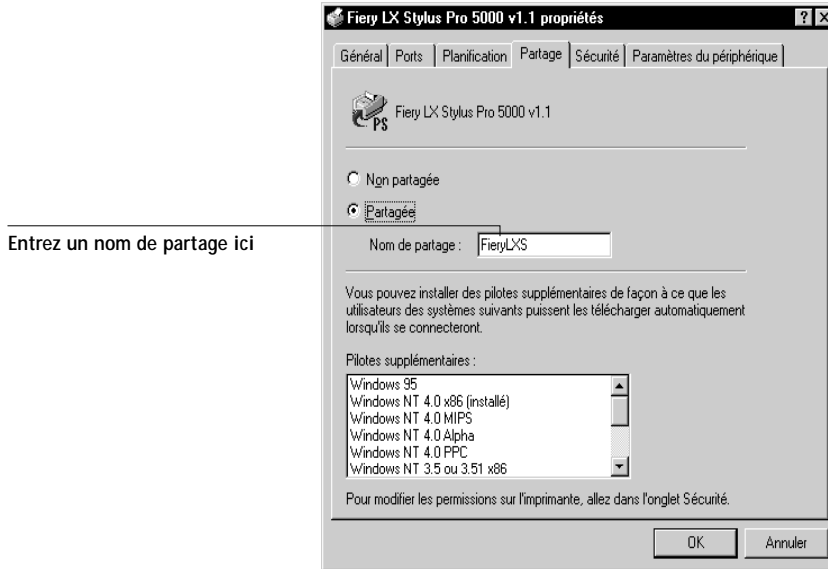 Fiery LX Stylus Pro 5000 v1.1 propriétés
Général
Ports
Planification
Partage
Sécurité
Paramètres du périphérique
PS
Fiery LX Stylus Pro 5000 v1.1
Non partagée
Partagée
Entrez un nom de partage ici
Nom de partage : FieryLXS
Vous pouvez installer des pilotes supplémentaires de façon à ce que les
utilisateurs des systèmes suivants puissent les télécharger automatiquement
lorsqu'ils se connecteront.
Pilotes supplémentaires :
Windows 95
Windows NT 4.0 x86 (installé)
Windows NT 4.0 MIPS
Windows NT 4.0 Alpha
Windows NT 4.0 PPC
Windows NT 3.5 ou 3.51 x86
Pour modifier les permissions sur l'imprimante, allez dans l'onglet Sécurité.
OK
Annuler